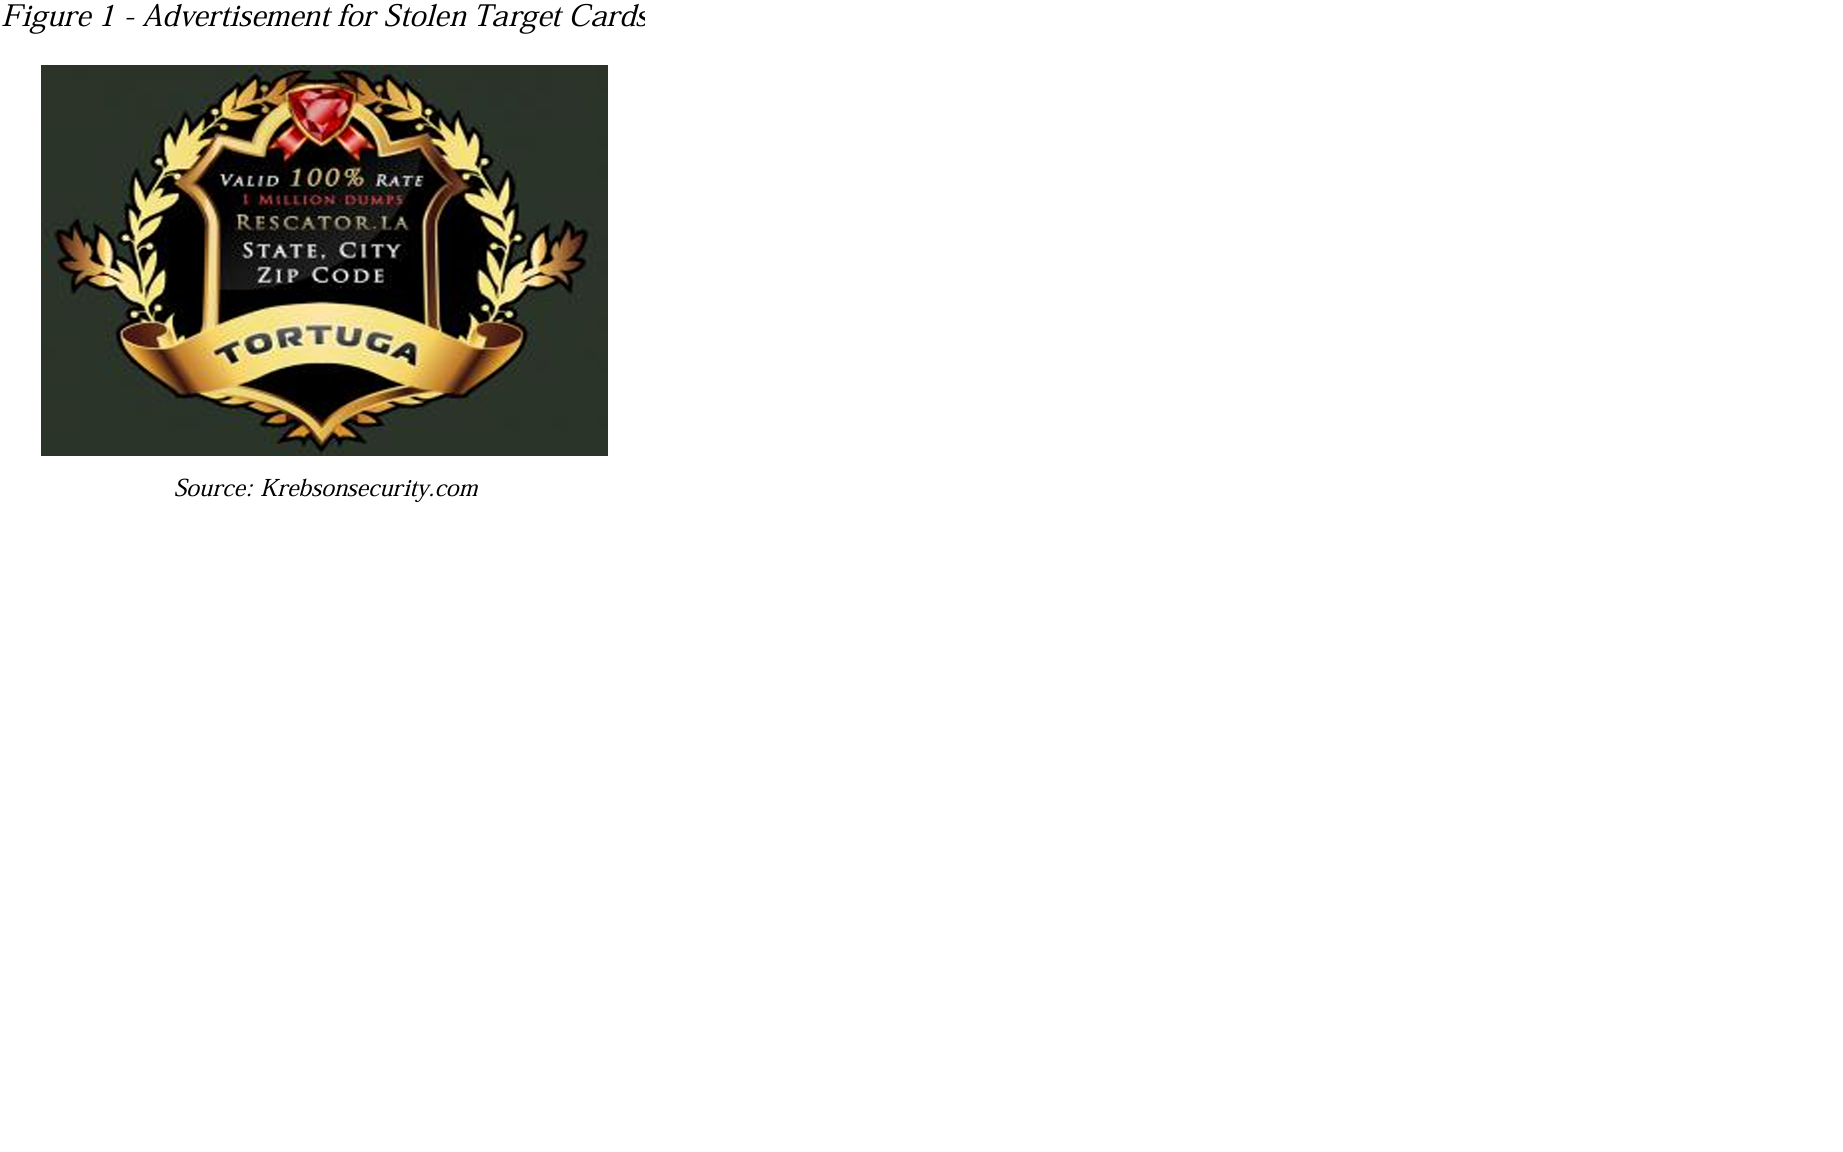 Figure 1 - Advertisement for Stolen Target Cards
VALID 100% RATE
1 MILLION DUMPS
RESCATOR.LA
STATE, CITY
ZIP CODE
TORTUGA
Source: Krebsonsecurity.com